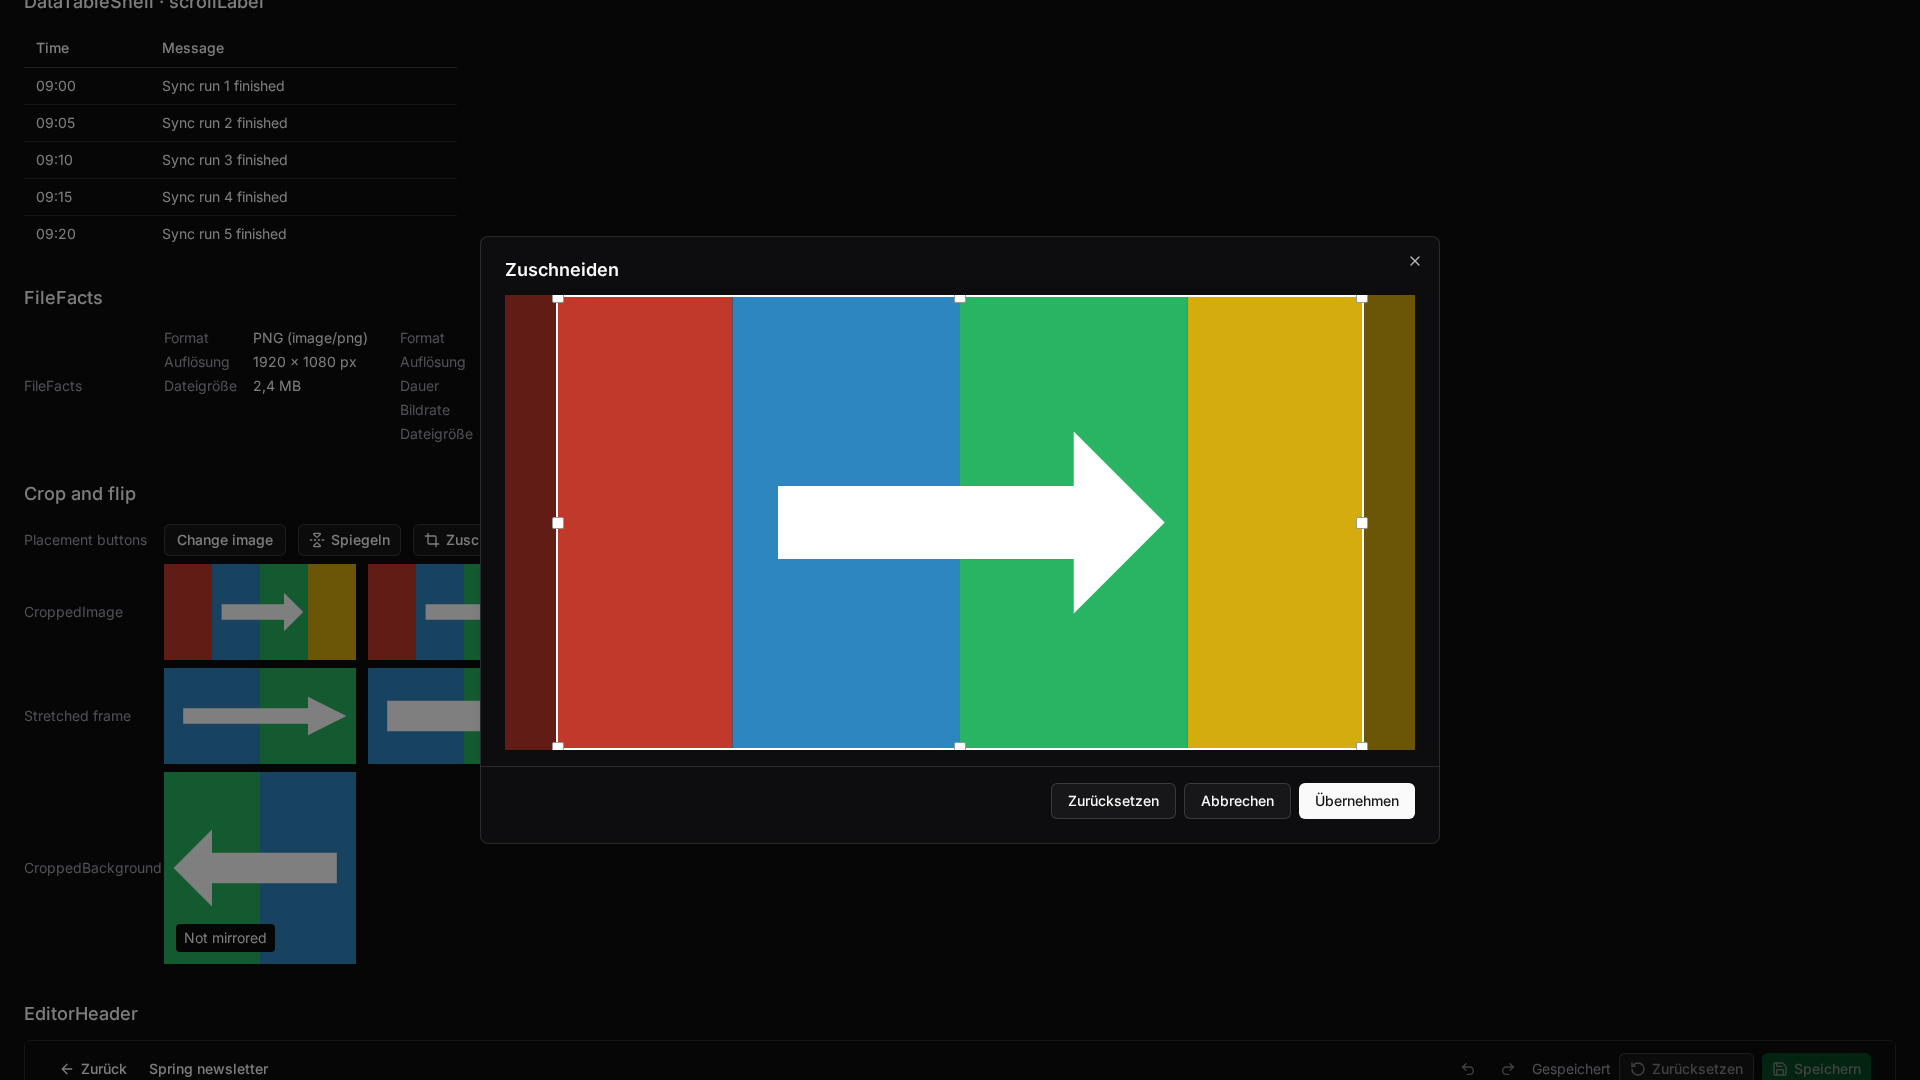 DataTableShell · scrollLabel
Time Message
09:00 Sync run 1 finished
09:05 Sync run 2 finished
09:10 Sync run 3 finished
09:15 Sync run 4 finished
09:20 Sync run 5 finished
FileFacts
Format PNG (image/png) Format
Auflösung 1920 × 1080 px Auflösung
FileFacts Dateigröße 2,4 MB Dauer
Bildrate
Dateigröße
Crop and flip
Placement buttons Change image Spiegeln Zusc
CroppedImage
Stretched frame
CroppedBackground
Not mirrored
Zuschneiden
Zurücksetzen Abbrechen Übernehmen
EditorHeader
Zurück Spring newsletter Gespeichert Zurücksetzen Speichern